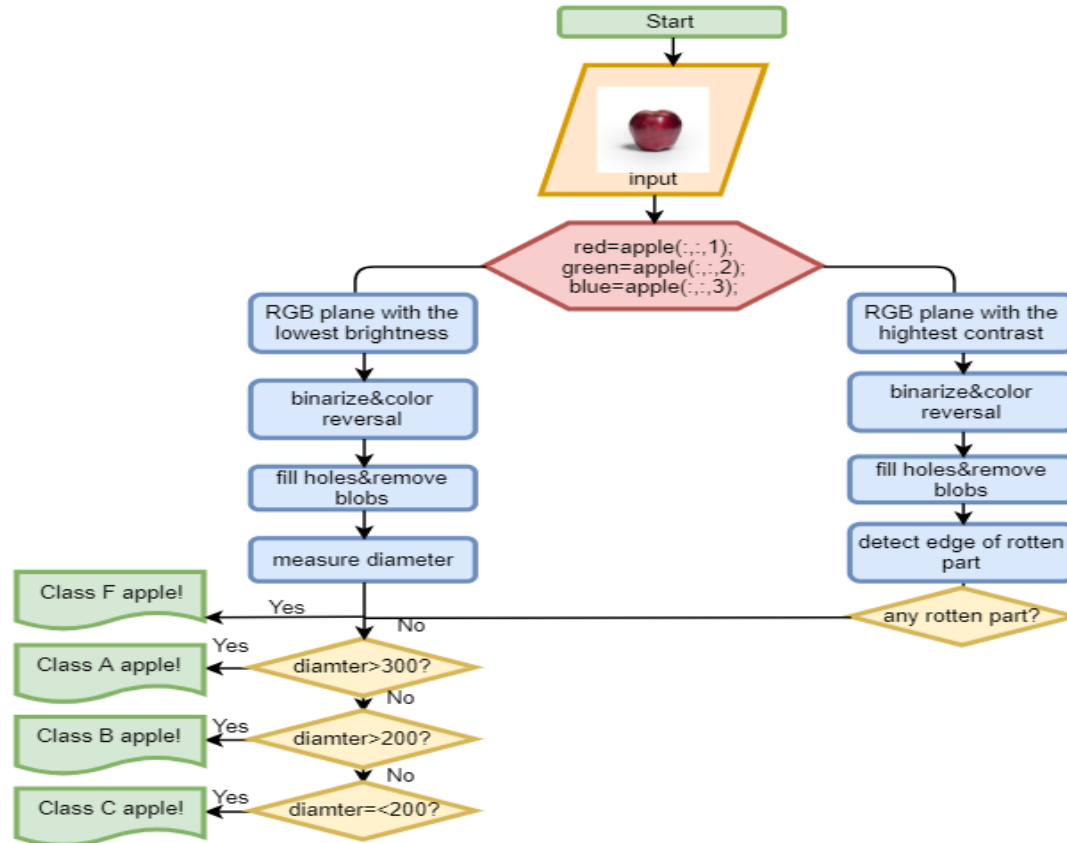 Start
input
red=apple(:,:,1);
green=apple(:,:,2);
blue=apple(:,:,3);
RGB plane with the
lowest brightness
binarize&color
reversal
fill holes&remove
blobs
measure diameter
RGB plane with the
hightest contrast
binarize&color
reversal
fill holes&remove
blobs
detect edge of rotten
part
any rotten part?
Yes
Class F apple!
No
diamter>300?
Yes
Class A apple!
No
diamter>200?
Yes
Class B apple!
No
diamter=<200?
Yes
Class C apple!